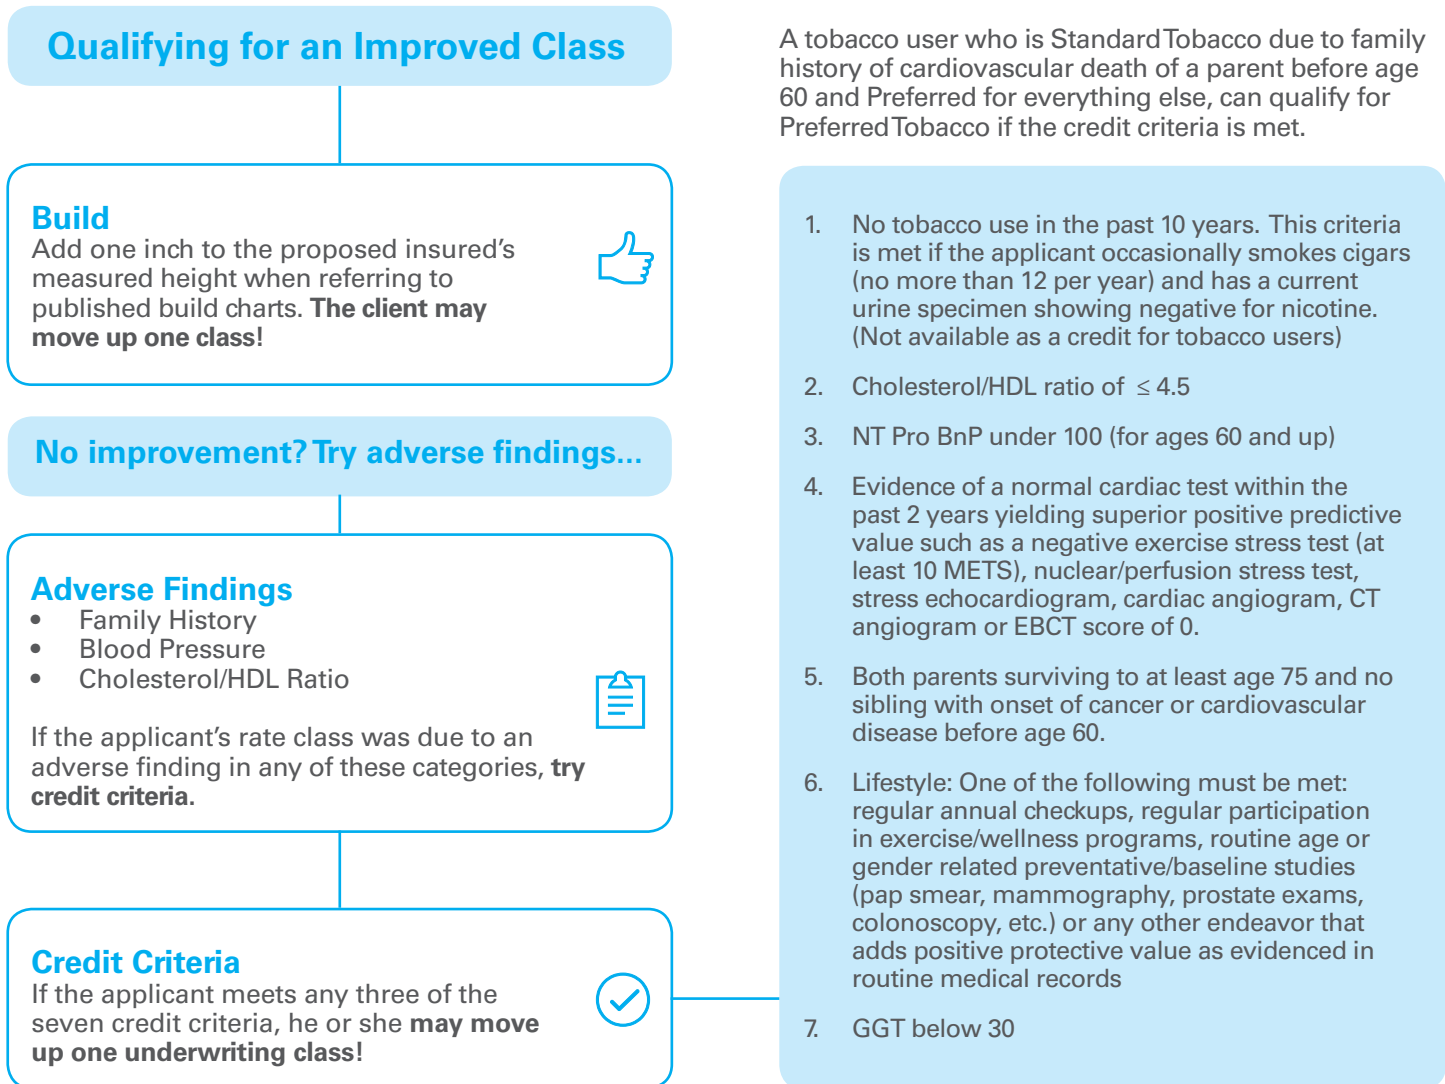 Qualifying for an Improved Class
Build
Add one inch to the proposed insured's
measured height when referring to
published build charts. The client may
move up one class!
No improvement? Try adverse findings...
Adverse Findings
• Family History
• Blood Pressure
• Cholesterol/HDL Ratio
If the applicant's rate class was due to an
adverse finding in any of these categories, try
credit criteria.
Credit Criteria
If the applicant meets any three of the
seven credit criteria, he or she may move
up one underwriting class!
A tobacco user who is Standard Tobacco due to family
history of cardiovascular death of a parent before age
60 and Preferred for everything else, can qualify for
Preferred Tobacco if the credit criteria is met.
1. No tobacco use in the past 10 years. This criteria
is met if the applicant occasionally smokes cigars
(no more than 12 per year) and has a current
urine specimen showing negative for nicotine.
(Not available as a credit for tobacco users)
2. Cholesterol/HDL ratio of ≤ 4.5
3. NT Pro BnP under 100 (for ages 60 and up)
4. Evidence of a normal cardiac test within the
past 2 years yielding superior positive predictive
value such as a negative exercise stress test (at
least 10 METS), nuclear/perfusion stress test,
stress echocardiogram, cardiac angiogram, CT
angiogram or EBCT score of 0.
5. Both parents surviving to at least age 75 and no
sibling with onset of cancer or cardiovascular
disease before age 60.
6. Lifestyle: One of the following must be met:
regular annual checkups, regular participation
in exercise/wellness programs, routine age or
gender related preventative/baseline studies
(pap smear, mammography, prostate exams,
colonoscopy, etc.) or any other endeavor that
adds positive protective value as evidenced in
routine medical records
7. GGT below 30